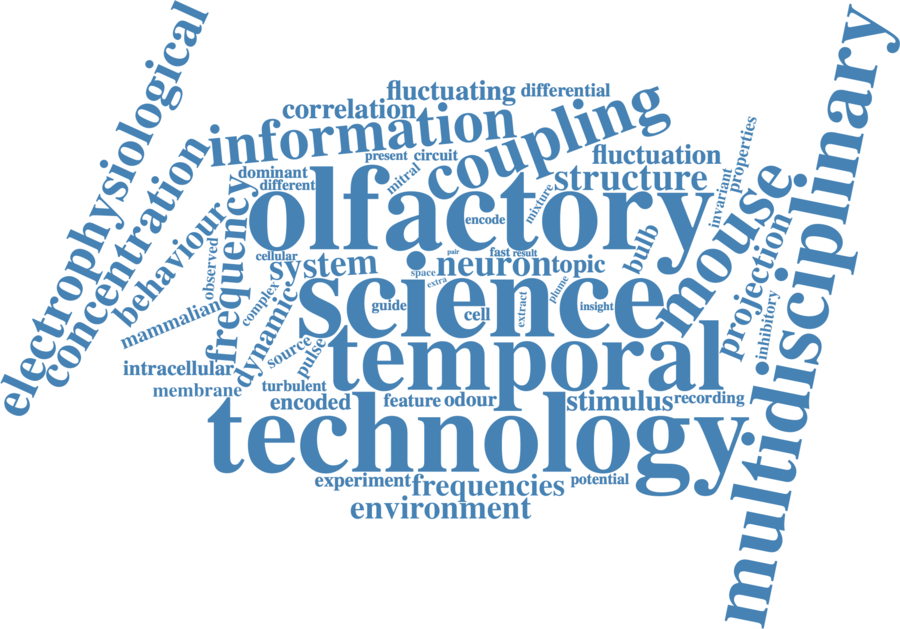 electrophysiological
multidisciplinary
fluctuating
differential
correlation
information
coupling
concentration
present
circuit
fluctuation
properties
dominant
mitral
structure
different
mixture
invariant
mouse
behaviour
frequency
olfactory
encode
observed
cellular
pair
fast
result
bulb
projection
system
space
neuron
topic
extra
plume
complex
dynamic
science
guide
cell
extract
insight
inhibitory
mammalian
source
pulse
temporal
intracellular
membrane
turbulent
encoded
feature
odour
stimulus
recording
technology
experiment
frequencies
potential
environment